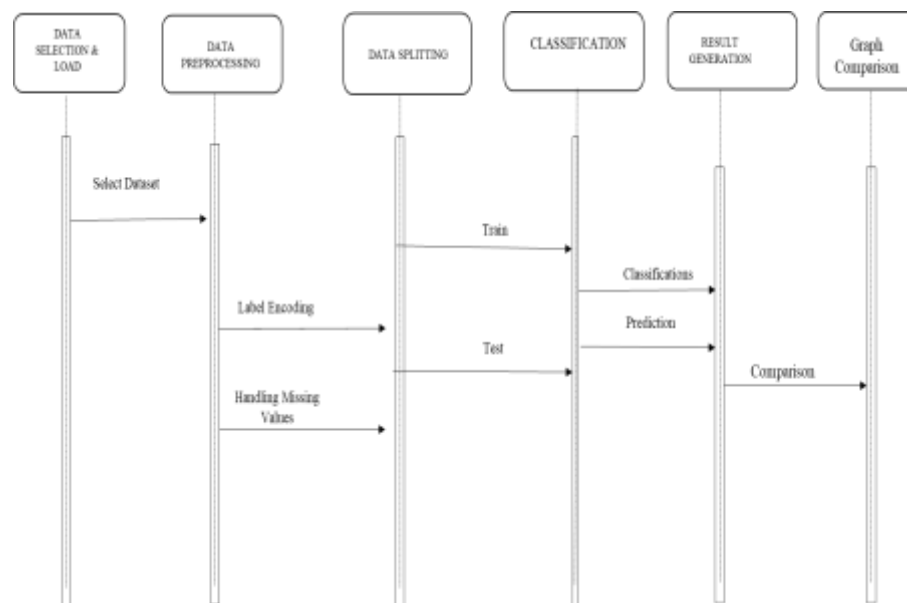 DATA
SELECTION &
LOAD
DATA
PREPROCESSING
DATA SPLITTING
CLASSIFICATION
RESULT
GENERATION
Graph
Comparison
Select Dataset
Train
Classifications
Label Encoding
Prediction
Test
Comparison
Handling Missing
Values